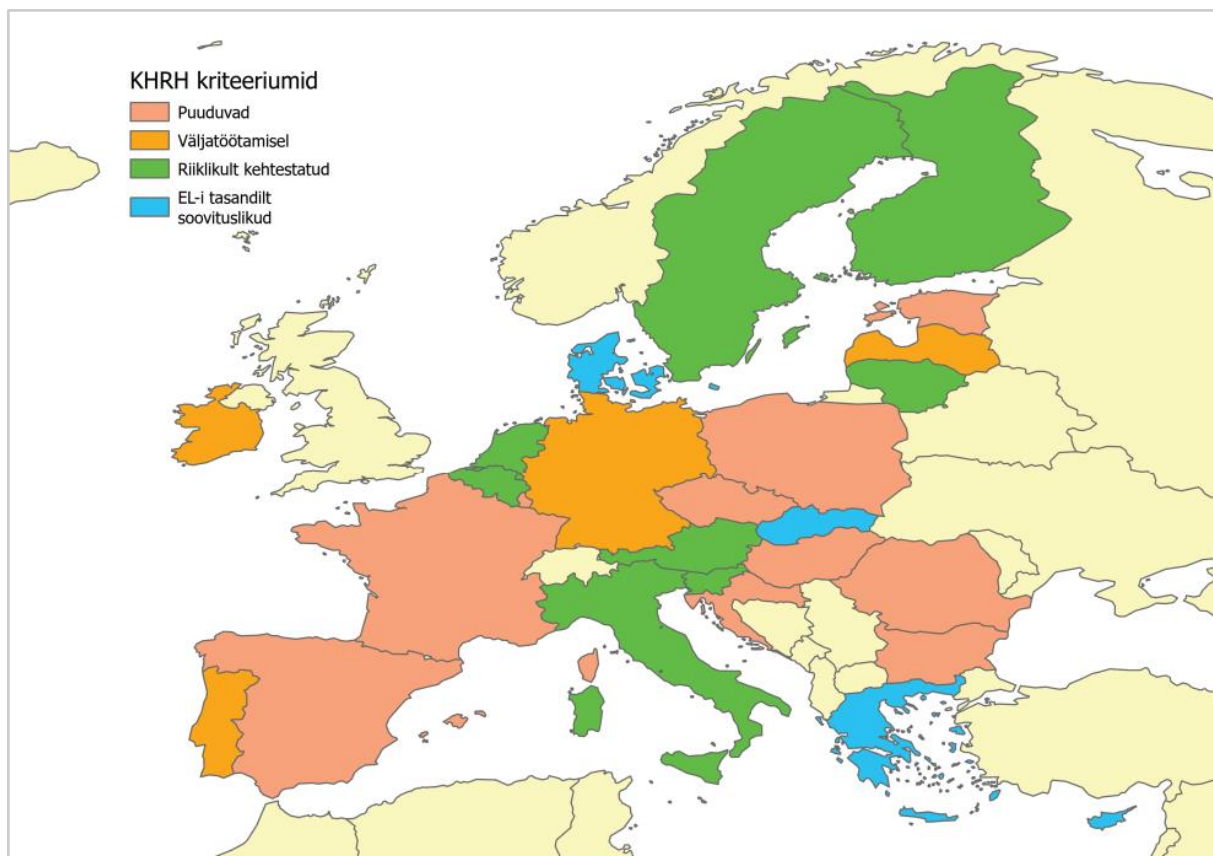 KHRH kriteeriumid
Puuduvad
Väljatöötamisel
Riiklikult kehtestatud
EL-i tasandilt
soovituslikud